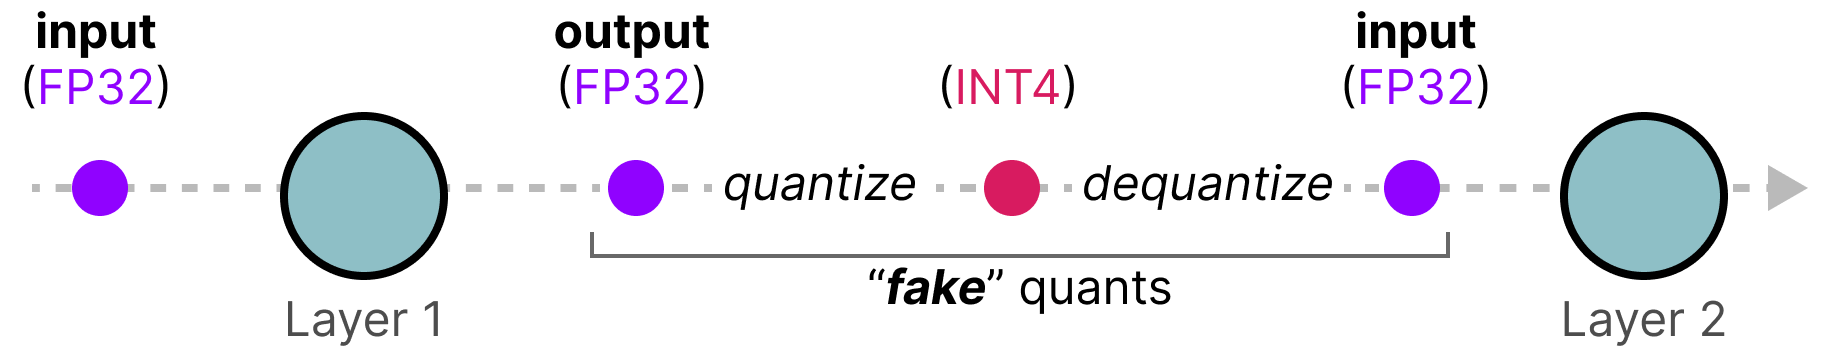 input
(FP32)
output
(FP32)
(INT4)
input
(FP32)
quantize
dequantize
“fake” quants
Layer 1
Layer 2